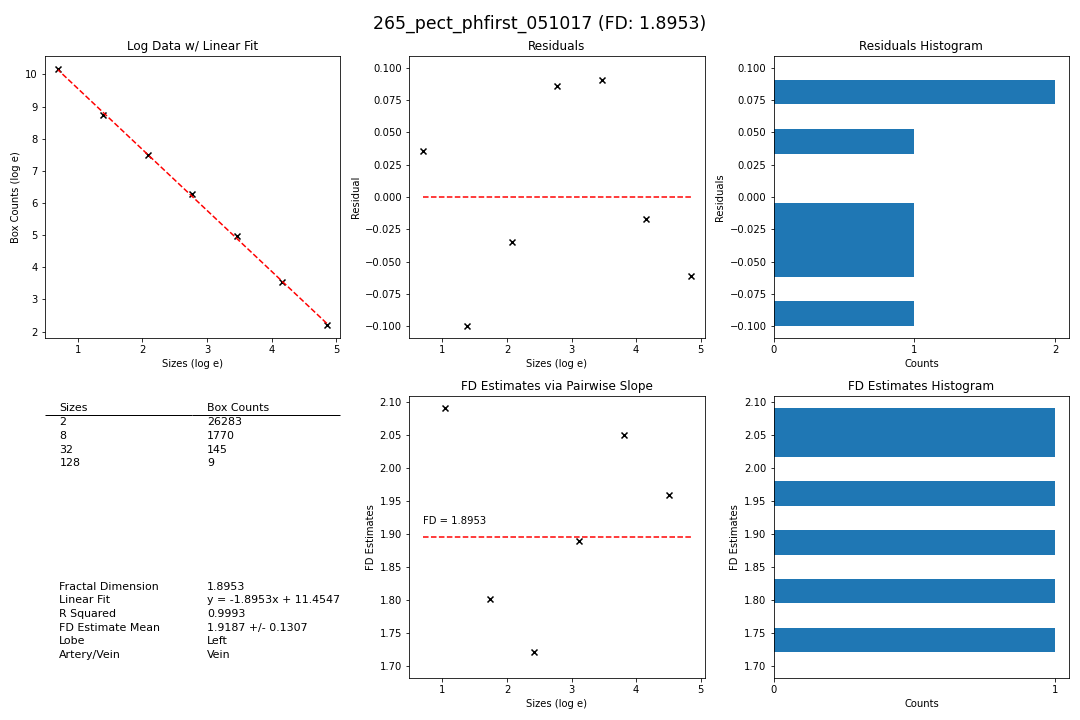 265_pect_phfirst_051017 (FD: 1.8953)
Log Data w/ Linear Fit
Box Counts (log e)
10
9
8
7
6
5
4
3
2
1 2 3 4 5
Sizes (log e)
Residuals
Residual
0.100
0.075
0.050
0.025
0.000
−0.025
−0.050
−0.075
−0.100
1 2 3 4 5
Sizes (log e)
Residuals Histogram
Residuals
0.100
0.075
0.050
0.025
0.000
−0.025
−0.050
−0.075
−0.100
0 1 2
Counts
Sizes Box Counts
2 26283
8 1770
32 145
128 9
Fractal Dimension 1.8953
Linear Fit y = -1.8953x + 11.4547
R Squared 0.9993
FD Estimate Mean 1.9187 +/- 0.1307
Lobe Left
Artery/Vein Vein
FD Estimates via Pairwise Slope
FD Estimates
2.10
2.05
2.00
1.95
1.90
1.85
1.80
1.75
1.70
FD = 1.8953
1 2 3 4 5
Sizes (log e)
FD Estimates Histogram
FD Estimates
2.10
2.05
2.00
1.95
1.90
1.85
1.80
1.75
1.70
0 1
Counts